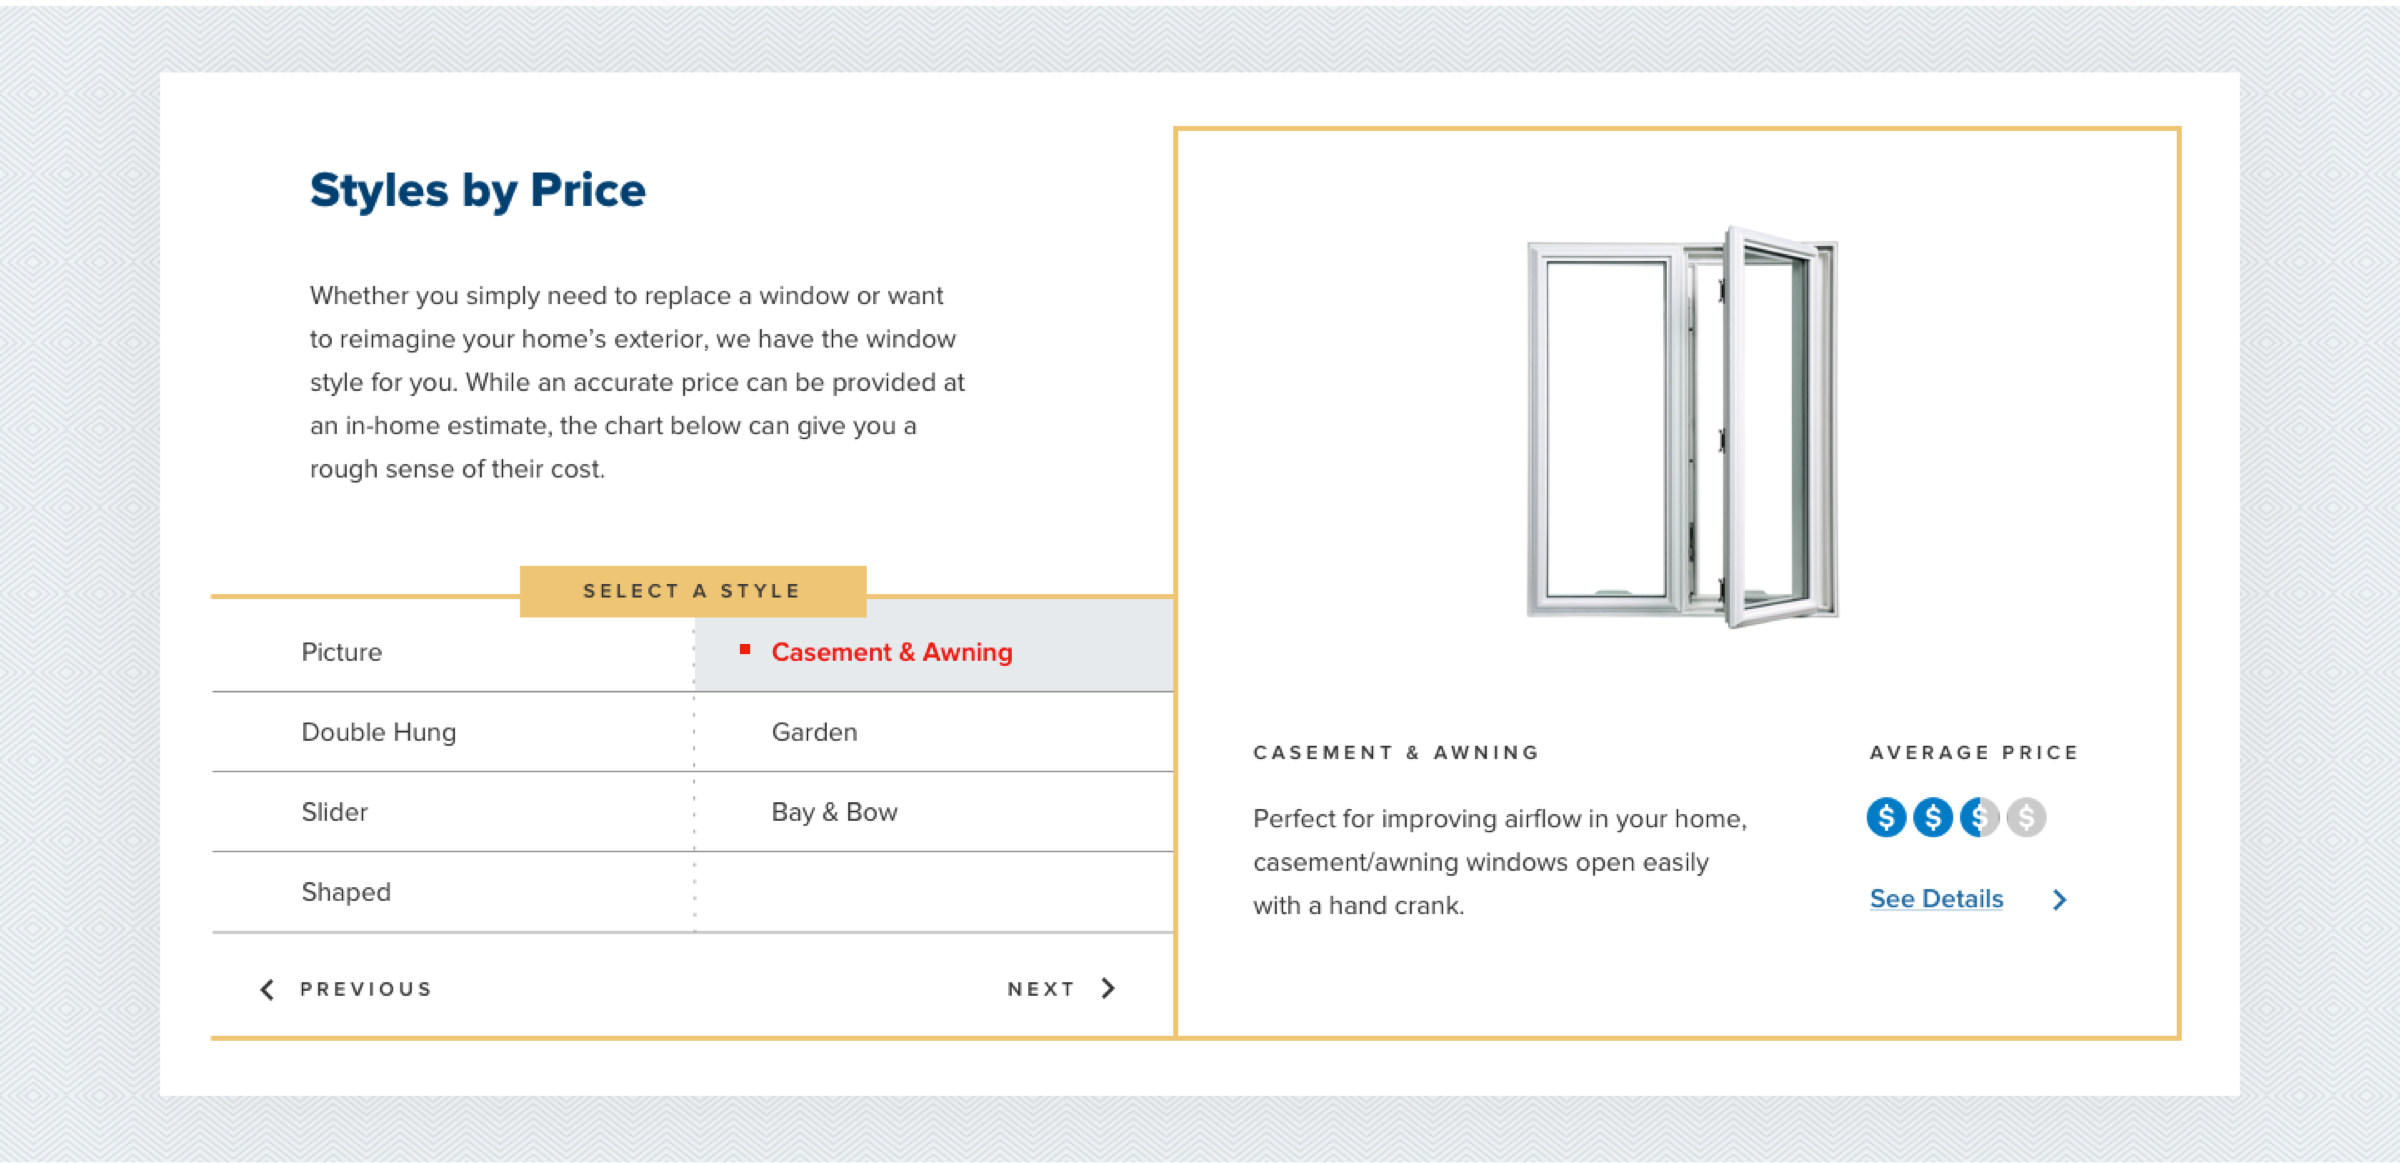 Styles by Price
Whether you simply need to replace a window or want
to reimagine your home’s exterior, we have the window
style for you. While an accurate price can be provided at
an in-home estimate, the chart below can give you a
rough sense of their cost.
SELECT A STYLE
Picture
Casement & Awning
Double Hung
Garden
Slider
Bay & Bow
Shaped
PREVIOUS
NEXT
CASEMENT & AWNING
Perfect for improving airflow in your home,
casement/awning windows open easily
with a hand crank.
AVERAGE PRICE
$ $ $ $
See Details